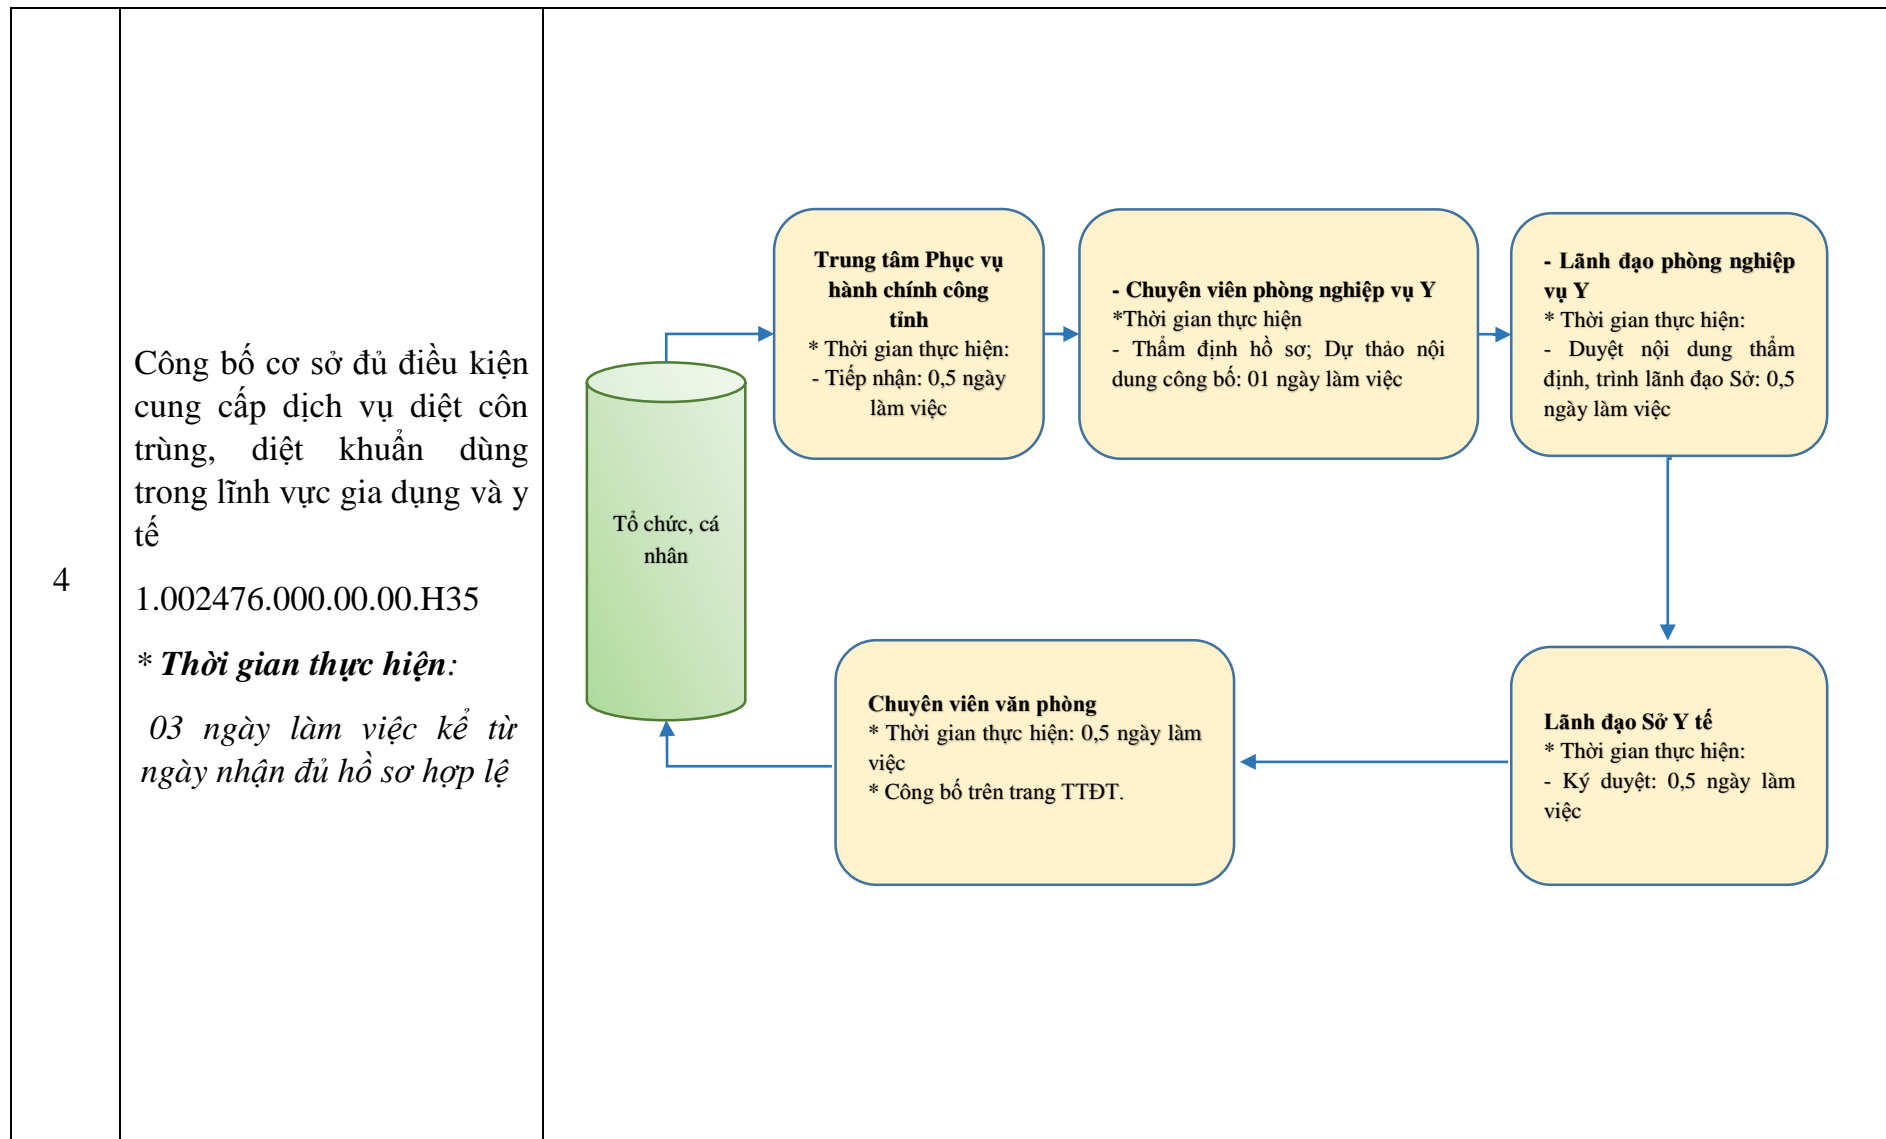 4
Công bố cơ sở đủ điều kiện
cung cấp dịch vụ diệt côn
trùng, diệt khuẩn dùng
trong lĩnh vực gia dụng và y
tế
1.002476.000.00.00.H35
* Thời gian thực hiện:
03 ngày làm việc kể từ
ngày nhận đủ hồ sơ hợp lệ
Tổ chức, cá
nhân
Trung tâm Phục vụ
hành chính công
tỉnh
* Thời gian thực hiện:
- Tiếp nhận: 0,5 ngày
làm việc
- Chuyên viên phòng nghiệp vụ Y
*Thời gian thực hiện
- Thẩm định hồ sơ; Dự thảo nội
dung công bố: 01 ngày làm việc
- Lãnh đạo phòng nghiệp
vụ Y
* Thời gian thực hiện:
- Duyệt nội dung thẩm
định, trình lãnh đạo Sở: 0,5
ngày làm việc
Lãnh đạo Sở Y tế
* Thời gian thực hiện:
- Ký duyệt: 0,5 ngày làm
việc
Chuyên viên văn phòng
* Thời gian thực hiện: 0,5 ngày làm
việc
* Công bố trên trang TTĐT.